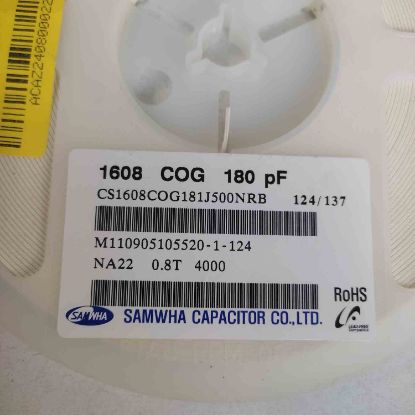 ACAZ2408000022
1608 COG 180 pF
CS1608COG181J500NRB 124/137
M110905105520-1-124
NA22 0.8T 4000
RoHS
SAMWHA SAMWHA CAPACITOR CO.,LTD.